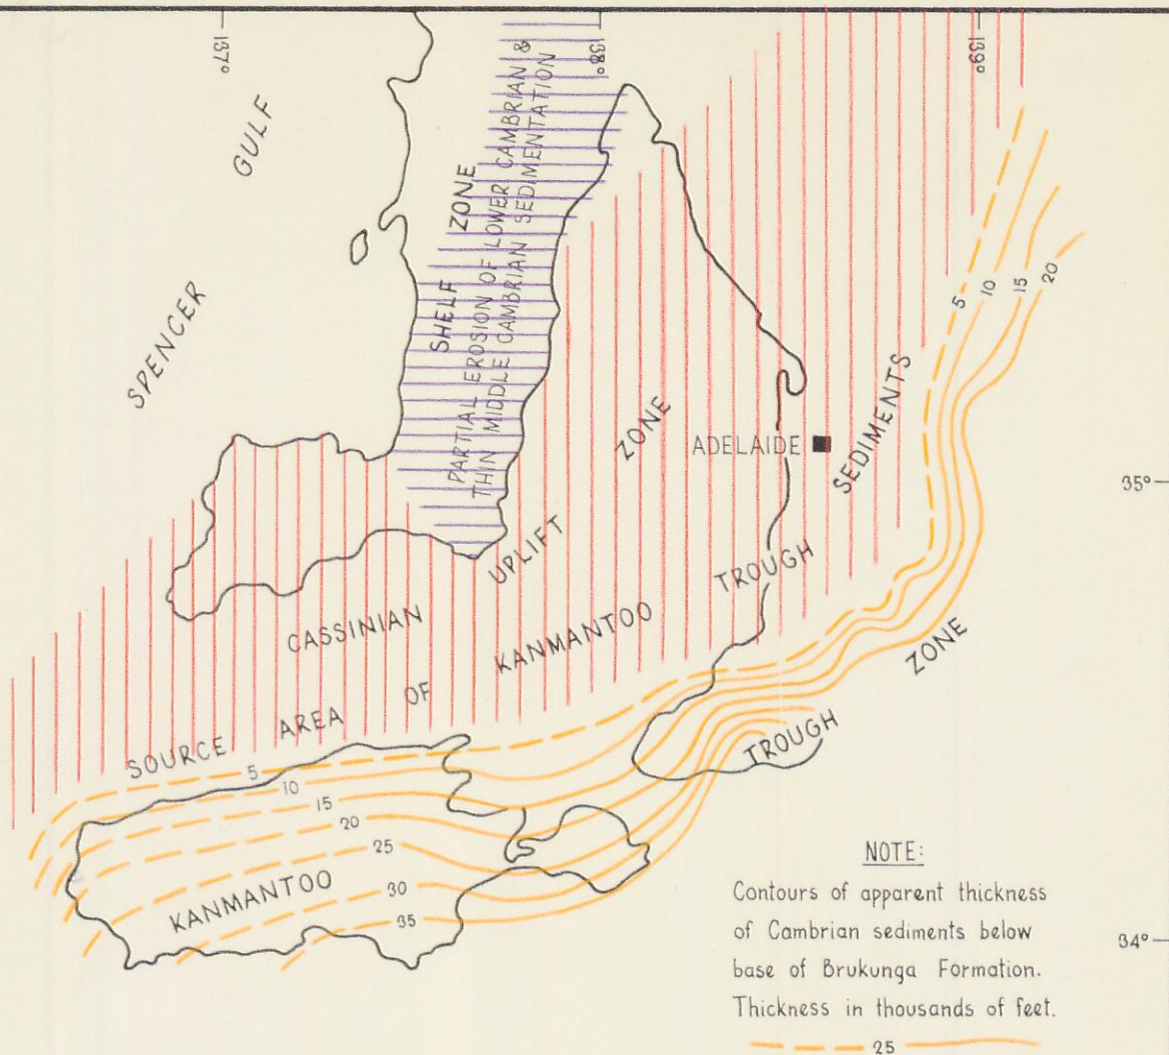 137°
138°
139°
SPENCER GULF
SHELF ZONE
PARTIAL EROSION OF LOWER CAMBRIAN &
THIN MIDDLE CAMBRIAN SEDIMENTATION
5
10
15
20
ADELAIDE
35°
CASSINIAN UPLIFT ZONE
SOURCE AREA OF KANMANTOO TROUGH SEDIMENTS
KANMANTOO TROUGH ZONE
5
10
15
20
25
30
35
34°
NOTE:
Contours of apparent thickness
of Cambrian sediments below
base of Brukunga Formation.
Thickness in thousands of feet.
25